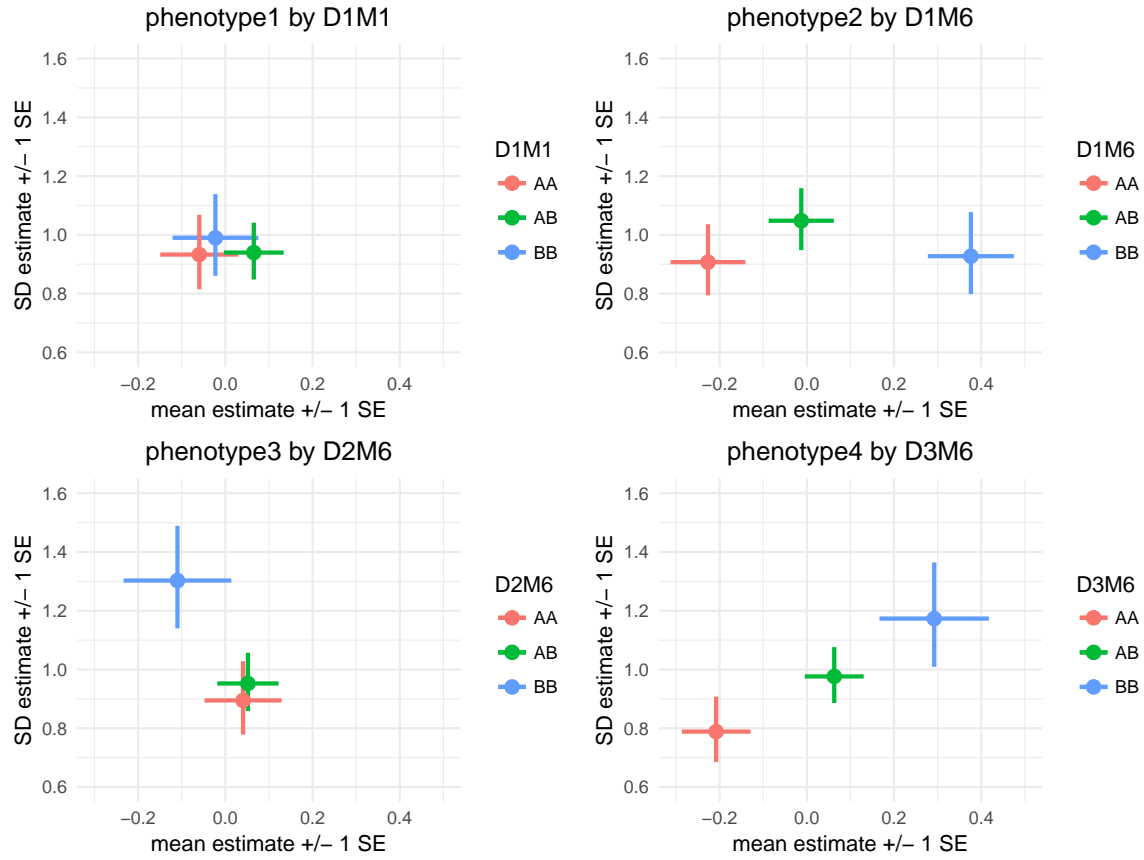 phenotype1 by D1M1
SD estimate +/− 1 SE
1.6
1.4
1.2
1.0
0.8
0.6
−0.2 0.0 0.2 0.4
mean estimate +/− 1 SE
D1M1
AA
AB
BB
phenotype2 by D1M6
SD estimate +/− 1 SE
1.6
1.4
1.2
1.0
0.8
0.6
−0.2 0.0 0.2 0.4
mean estimate +/− 1 SE
D1M6
AA
AB
BB
phenotype3 by D2M6
SD estimate +/− 1 SE
1.6
1.4
1.2
1.0
0.8
0.6
−0.2 0.0 0.2 0.4
mean estimate +/− 1 SE
D2M6
AA
AB
BB
phenotype4 by D3M6
SD estimate +/− 1 SE
1.6
1.4
1.2
1.0
0.8
0.6
−0.2 0.0 0.2 0.4
mean estimate +/− 1 SE
D3M6
AA
AB
BB